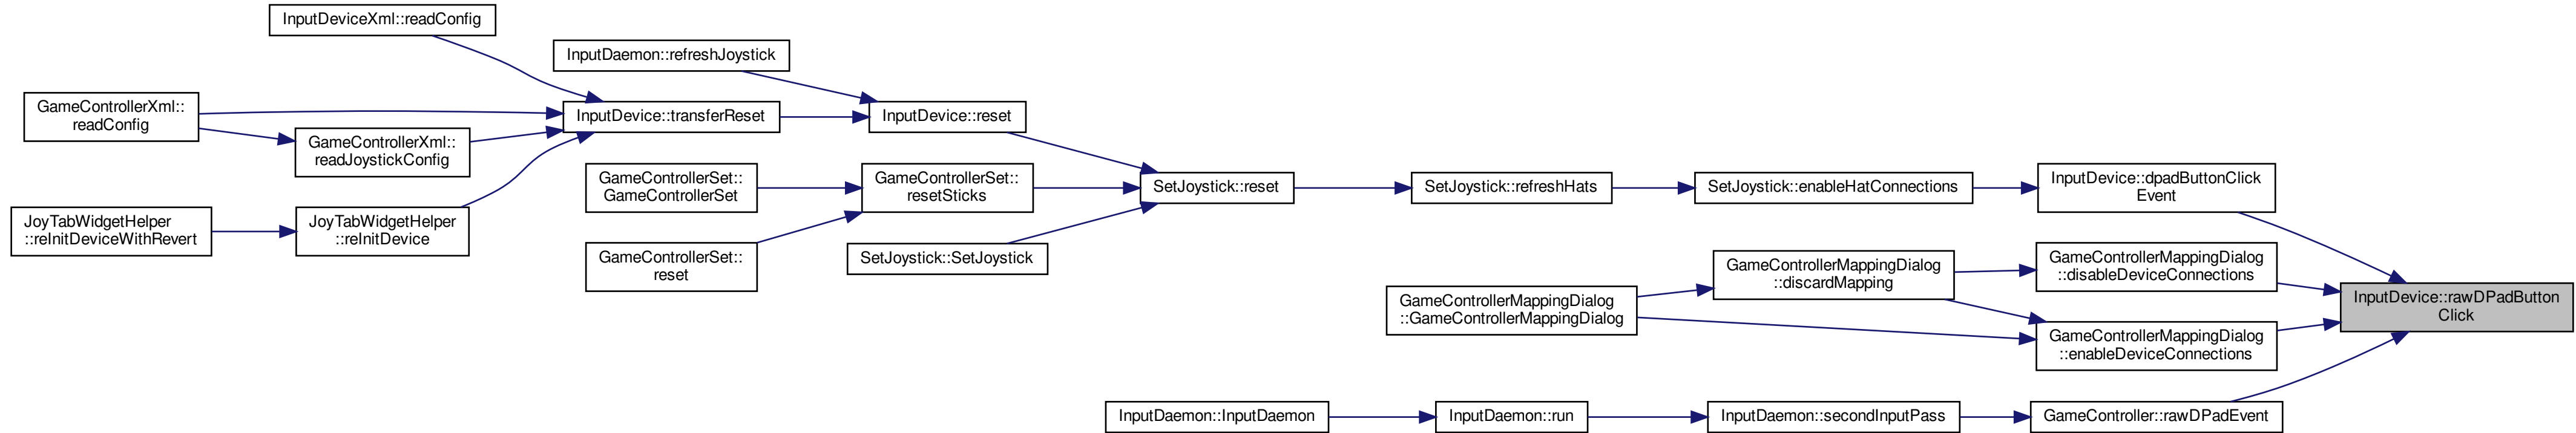 InputDeviceXml::readConfig
InputDaemon::refreshJoystick
GameControllerXml::
readConfig
InputDevice::transferReset
InputDevice::reset
GameControllerXml::
readJoystickConfig
GameControllerSet::
GameControllerSet
GameControllerSet::
resetSticks
SetJoystick::reset
SetJoystick::refreshHats
SetJoystick::enableHatConnections
InputDevice::dpadButtonClick
Event
JoyTabWidgetHelper
::reInitDeviceWithRevert
JoyTabWidgetHelper
::reInitDevice
GameControllerSet::
reset
SetJoystick::SetJoystick
GameControllerMappingDialog
::discardMapping
GameControllerMappingDialog
::disableDeviceConnections
GameControllerMappingDialog
::GameControllerMappingDialog
InputDevice::rawDPadButton
Click
GameControllerMappingDialog
::enableDeviceConnections
InputDaemon::InputDaemon
InputDaemon::run
InputDaemon::secondInputPass
GameController::rawDPadEvent